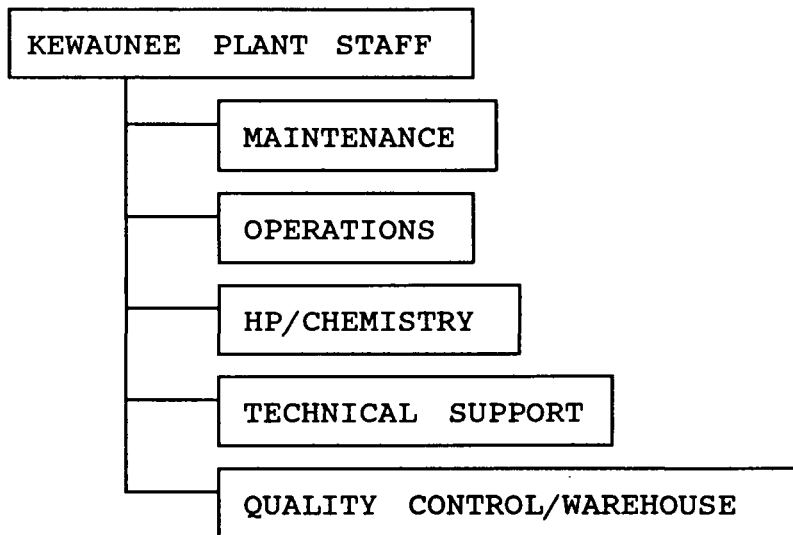 KEWAUNEE PLANT STAFF
MAINTENANCE
OPERATIONS
HP/CHEMISTRY
TECHNICAL SUPPORT
QUALITY CONTROL/WAREHOUSE